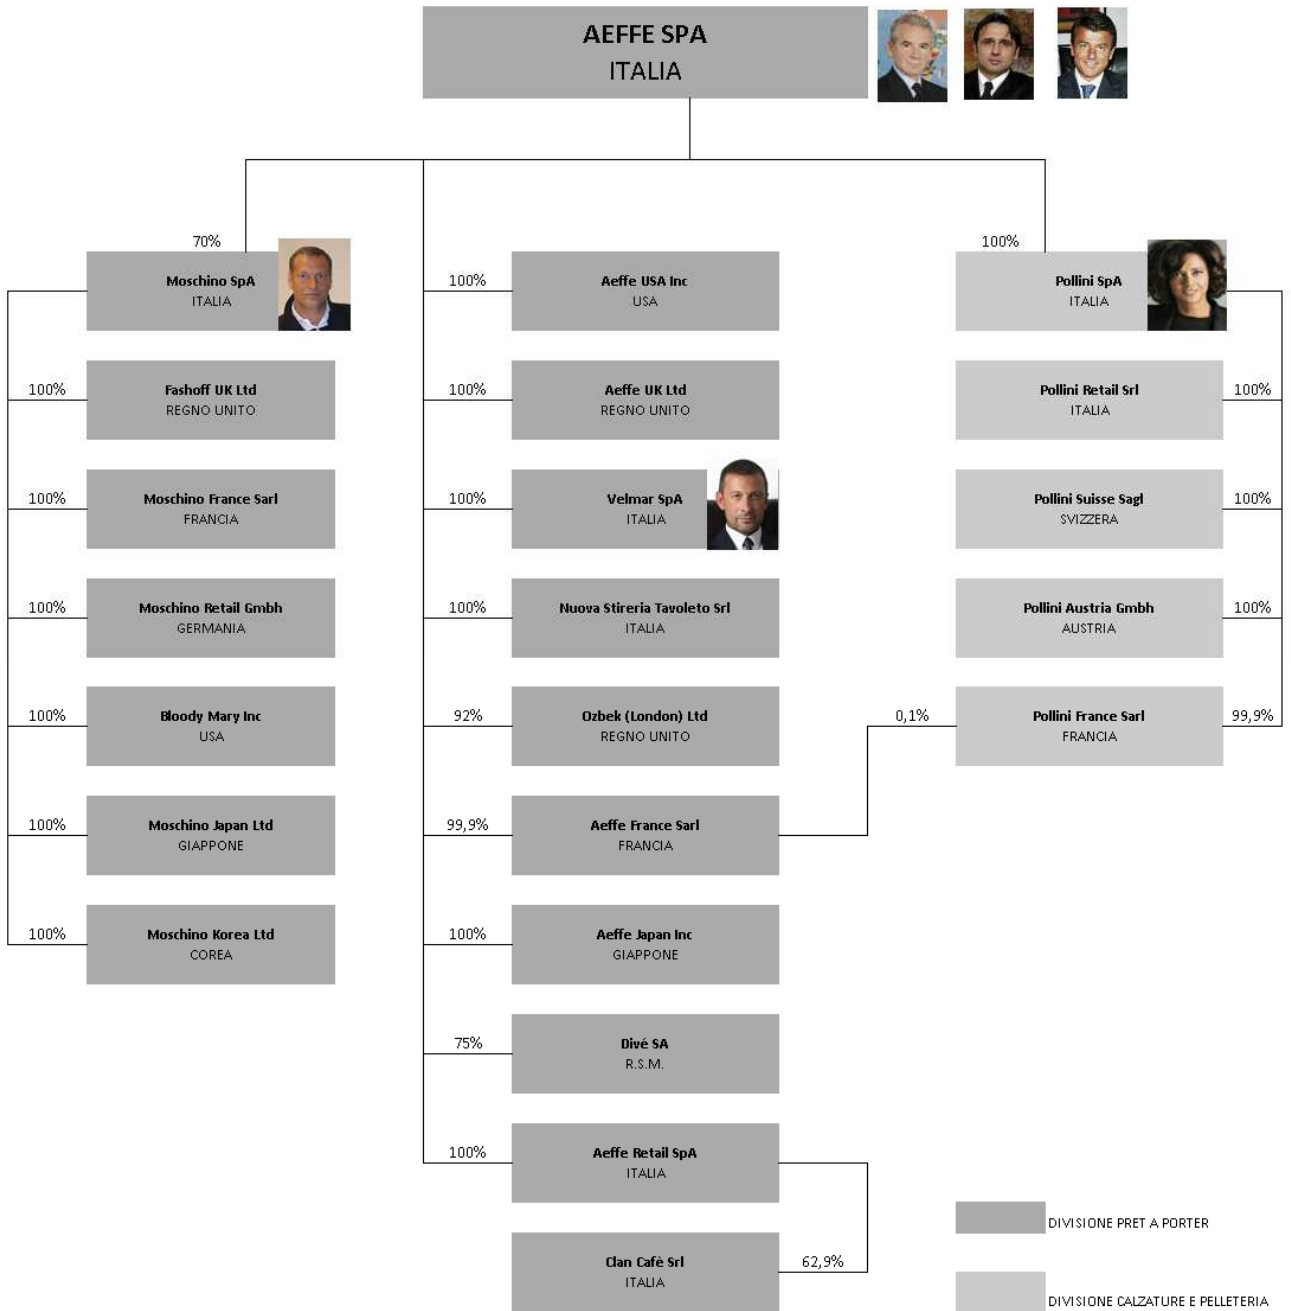 AEFFE SPA
ITALIA
70%
Moschino SpA
ITALIA
100%
Fashoff UK Ltd
REGNO UNITO
100%
Moschino France Sarl
FRANCIA
100%
Moschino Retail Gmbh
GERMANIA
100%
Bloody Mary Inc
USA
100%
Moschino Japan Ltd
GIAPPONE
100%
Moschino Korea Ltd
COREA
100%
Aeffe USA Inc
USA
100%
Aeffe UK Ltd
REGNO UNITO
100%
Velmar SpA
ITALIA
100%
Nuova Stireria Tavoleto Srl
ITALIA
92%
Ozbek (London) Ltd
REGNO UNITO
99,9%
Aeffe France Sarl
FRANCIA
100%
Aeffe Japan Inc
GIAPPONE
75%
Divé SA
R.S.M.
100%
Aeffe Retail SpA
ITALIA
Clan Cafè Srl
ITALIA
62,9%
100%
Pollini SpA
ITALIA
Pollini Retail Srl
ITALIA
100%
Pollini Suisse Sagl
SVIZZERA
100%
Pollini Austria Gmbh
AUSTRIA
100%
0,1%
Pollini France Sarl
FRANCIA
99,9%
DIVISIONE PRET A PORTER
DIVISIONE CALZATURE E PELLETERIA